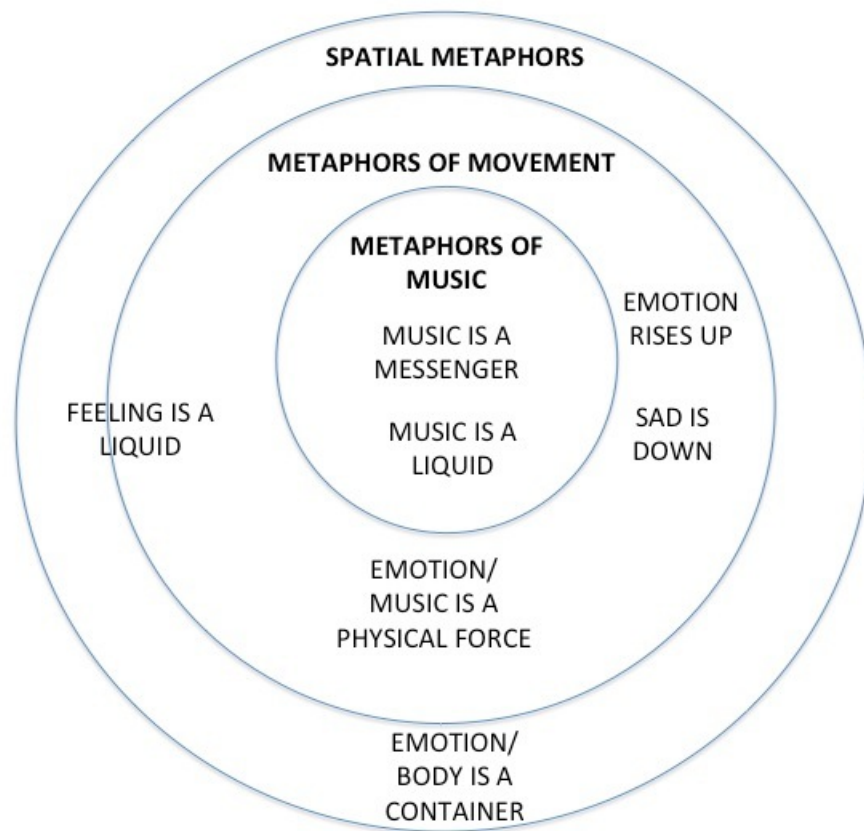 SPATIAL METAPHORS
METAPHORS OF MOVEMENT
METAPHORS OF
MUSIC
MUSIC IS A
MESSENGER
MUSIC IS A
LIQUID
EMOTION
RISES UP
SAD IS
DOWN
FEELING IS A
LIQUID
EMOTION/
MUSIC IS A
PHYSICAL FORCE
EMOTION/
BODY IS A
CONTAINER